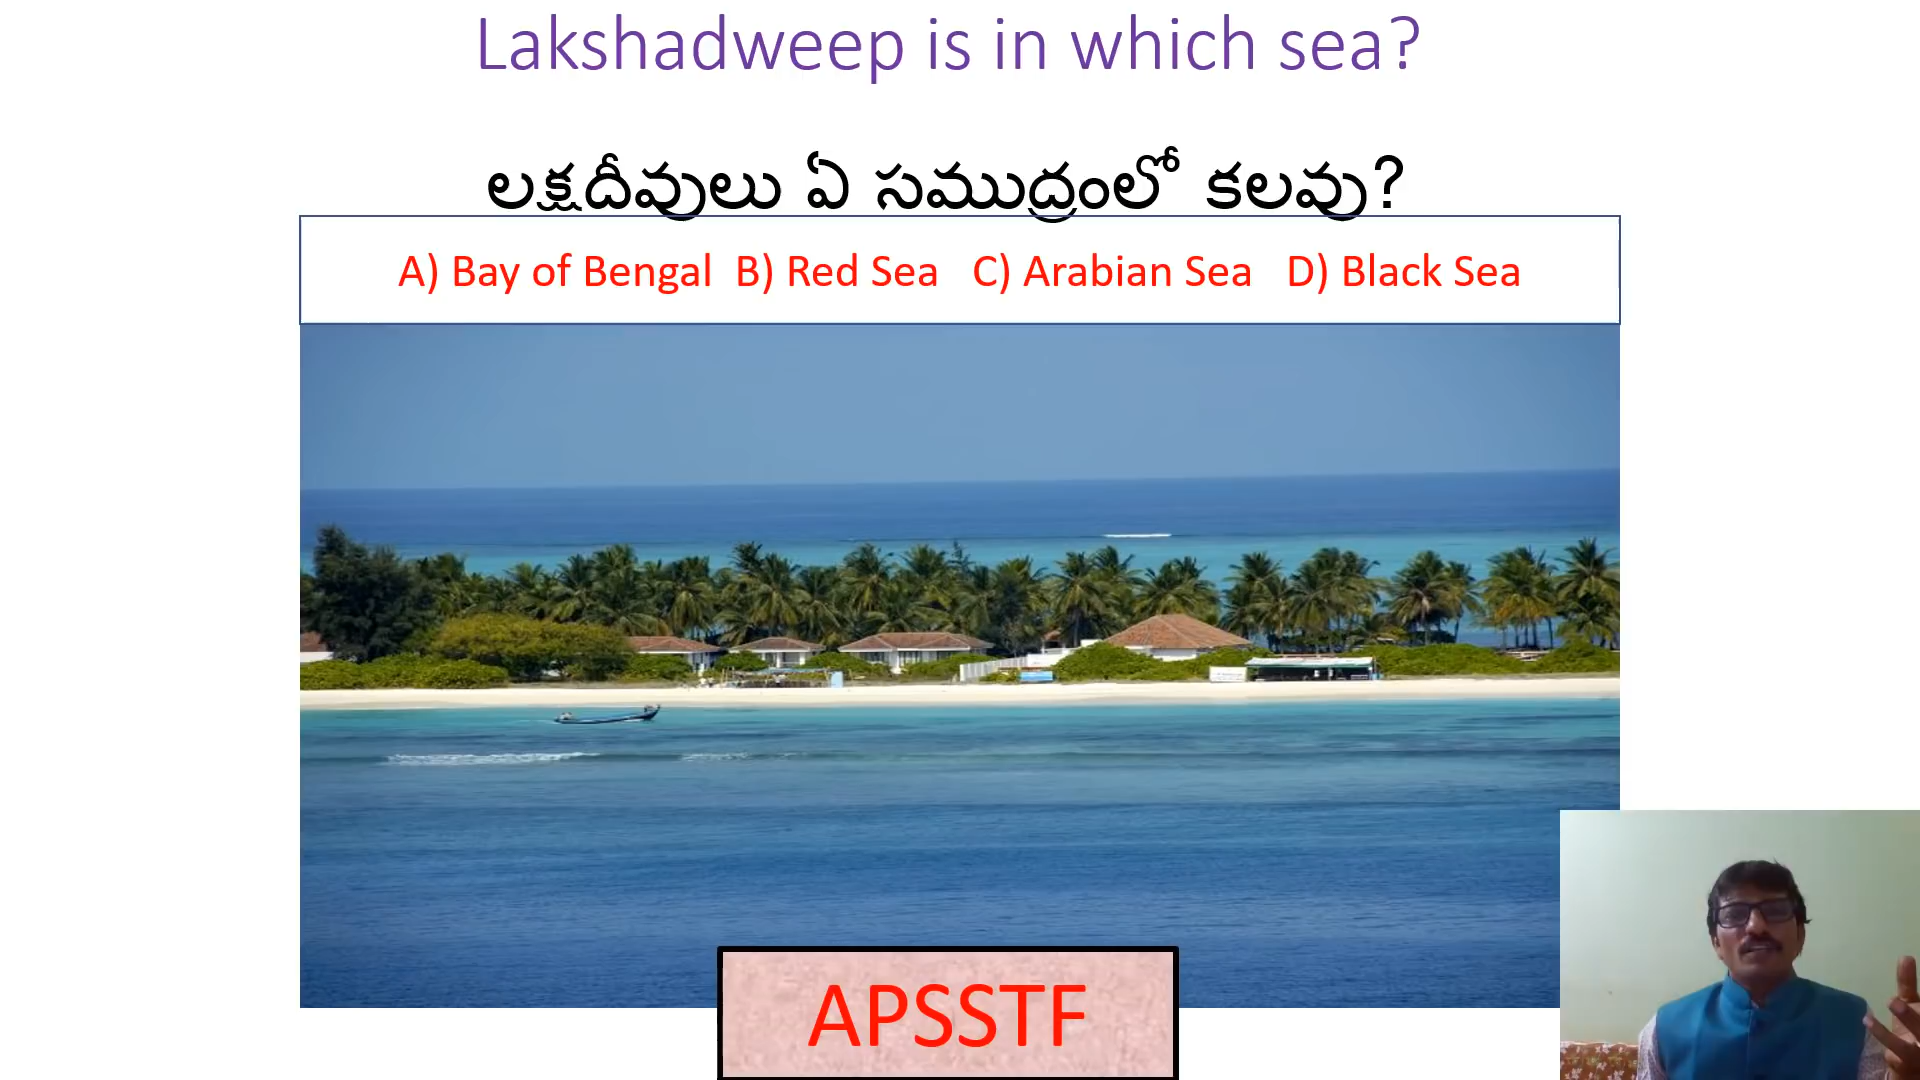 Lakshadweep is in which sea?
లక్షదీవులు ఏ సముద్రంలో కలవు?
A) Bay of Bengal B) Red Sea C) Arabian Sea D) Black Sea
APSSTF